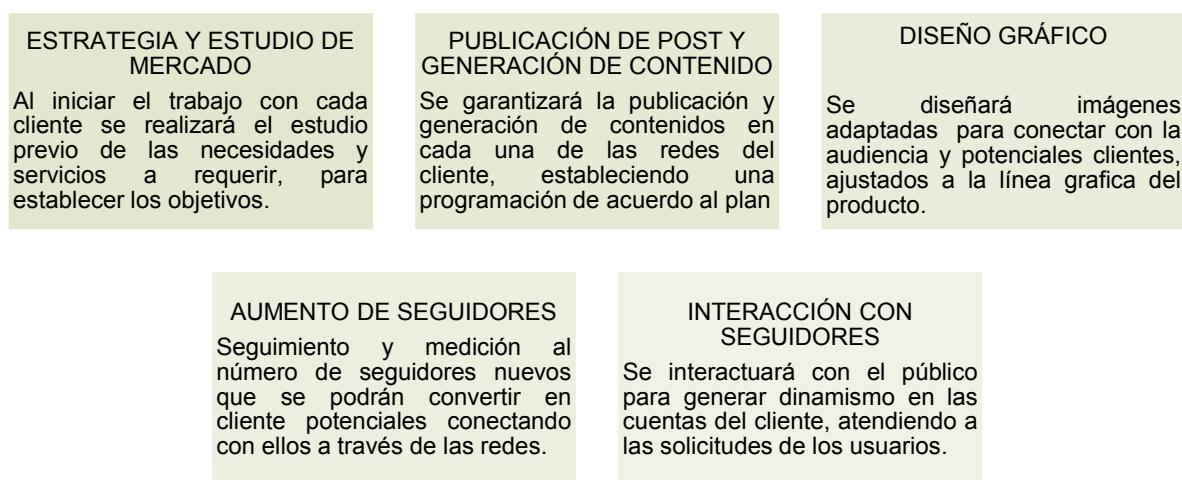 ESTRATEGIA Y ESTUDIO DE
MERCADO
Al iniciar el trabajo con cada
cliente se realizará el estudio
previo de las necesidades y
servicios a requerir, para
establecer los objetivos.
PUBLICACIÓN DE POST Y
GENERACIÓN DE CONTENIDO
Se garantizará la publicación y
generación de contenidos en
cada una de las redes del
cliente, estableciendo una
programación de acuerdo al plan
DISEÑO GRÁFICO
Se diseñará imágenes
adaptadas para conectar con la
audiencia y potenciales clientes,
ajustados a la línea grafica del
producto.
AUMENTO DE SEGUIDORES
Seguimiento y medición al
número de seguidores nuevos
que se podrán convertir en
cliente potenciales conectando
con ellos a través de las redes.
INTERACCIÓN CON
SEGUIDORES
Se interactuará con el público
para generar dinamismo en las
cuentas del cliente, atendiendo a
las solicitudes de los usuarios.